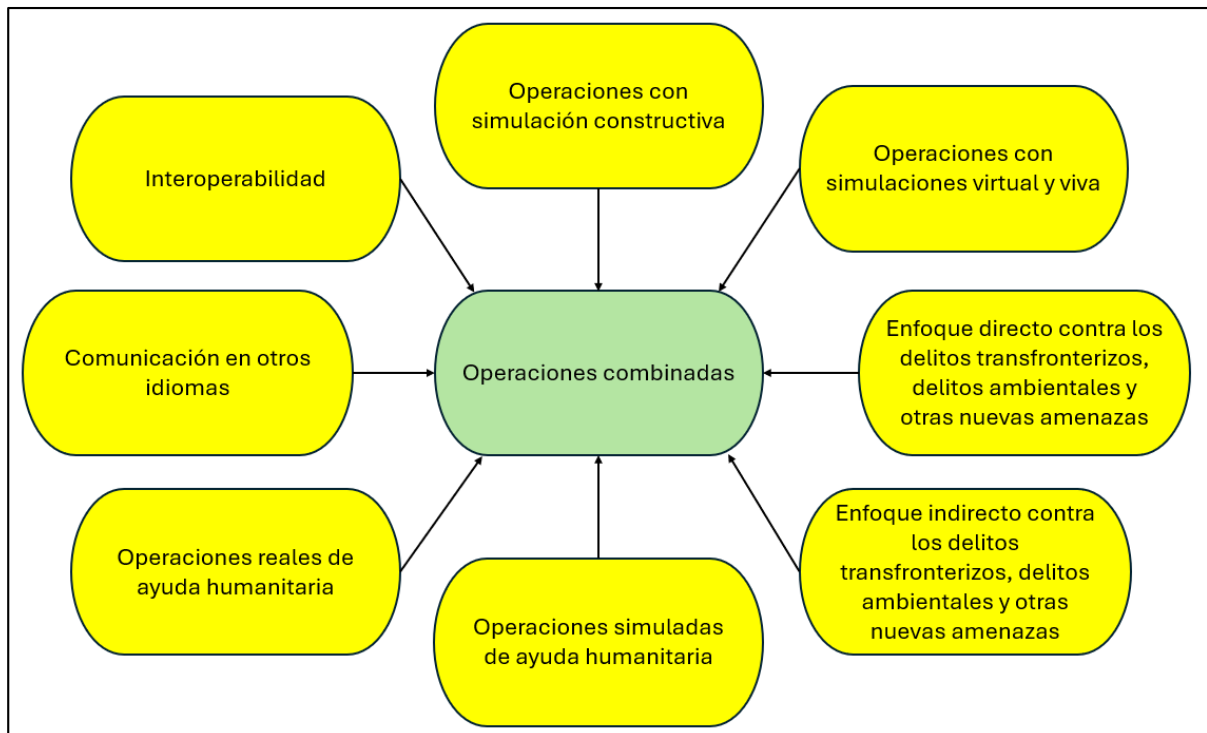 Operaciones con
simulación constructiva
Operaciones con
simulaciones virtual y viva
Interoperabilidad
Enfoque directo contra los
delitos transfronterizos,
delitos ambientales y
otras nuevas amenazas
Comunicación en otros
idiomas
Operaciones combinadas
Enfoque indirecto contra
los delitos
transfronterizos, delitos
ambientales y otras
nuevas amenazas
Operaciones reales de
ayuda humanitaria
Operaciones simuladas
de ayuda humanitaria